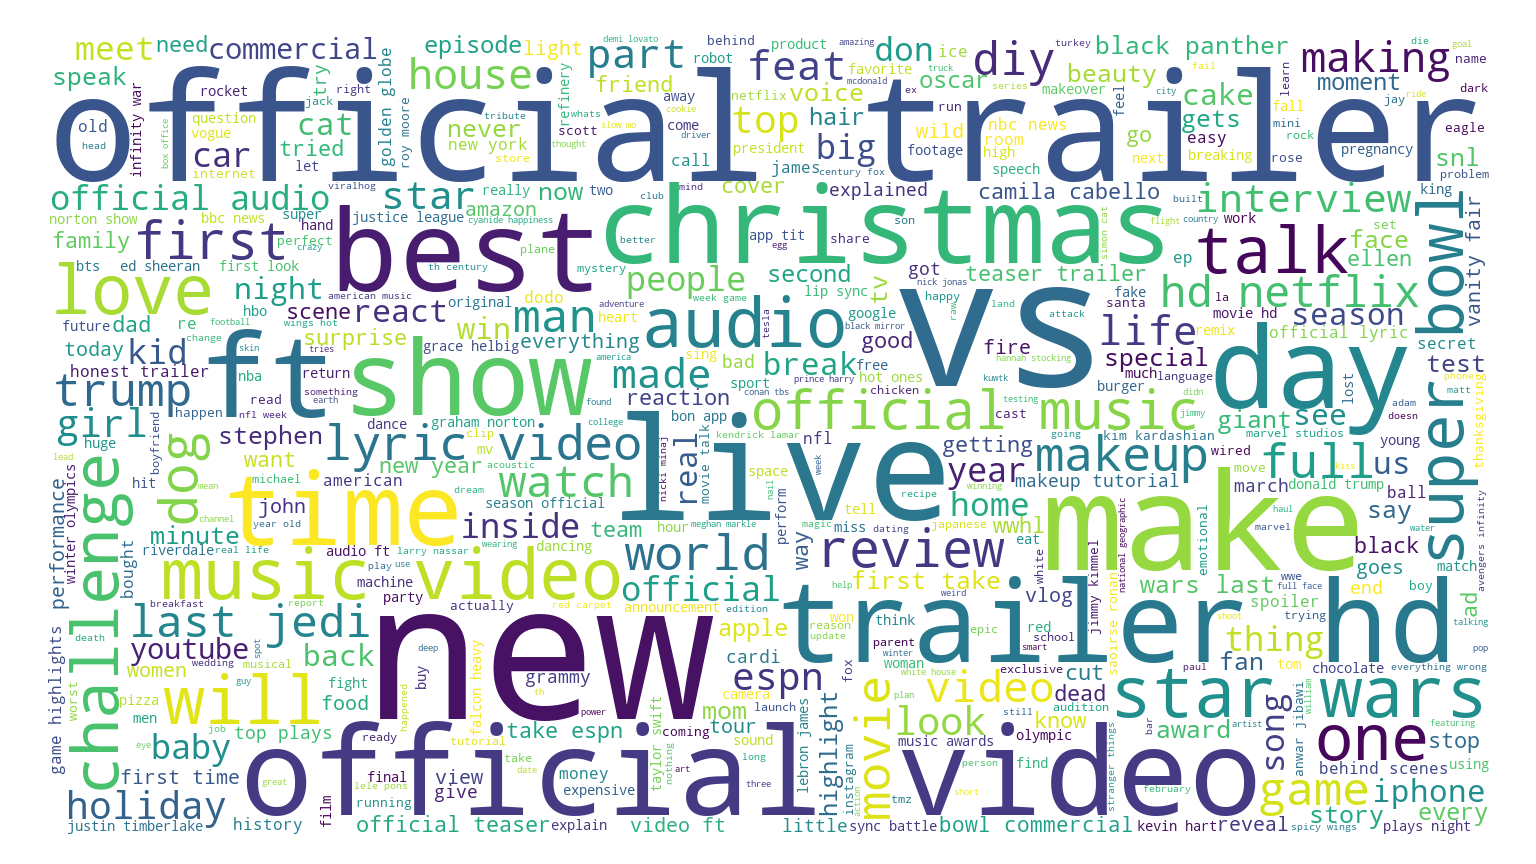 official trailer
meet
need
commercial
episode
light
part
feat
don
ice
diy
black panther
making
speak
house
friend
voice
oscar
beauty
cake
moment
name
demi lovato
behind
product
amazing
robot
turkey
die
goal
truck
fail
learn
dark
mcdonald
favorite
makeover
series
city
gets
jay
try
golden globe
infinity war
rocket
right
jack
refinery
away
netflix
ex
run
feel
ride
old
head
question
vogue
cat
tribute
cookie
whats
slow mo
top
hair
wild
nbc news
go
easy
fall
mini
rock
eagle
box office
car
internet
tried
let
roy moore
never
new york
store
scott
thought
come
driver
call
president
james
big
footage
room
high
speech
next
breaking
rose
pregnancy
snl
problem
official audio
viralhog
star
really
now
two
club
mind
cover
century fox
explained
camila cabello
built
interview
king
norton show
bbc news
super
hand
justice league
amazon
cyanide happiness
best
christmas
son
country
work
set
bowl
vanity fair
family
first
perfect
crazy
plane
better
app tit
egg
share
flight
simon cat
talk
face
ellen
bts
ed sheeran
first look
th century
mystery
people
second
tv
got
nick jonas
teaser trailer
ep
love
night
american music
original
dodo
week game
lip sync
google
happy
vs
land
raw
fake
santa
la
hd netflix
movie hd
future
dad
re
hbo
football
scene
react
wings hot
adventure
heart
man
audio
tesla
black mirror
attack
life
remix
season
official lyric
today
change
kid
skin
surprise
win
grace helbig
everything
america
sing
bad
break
free
good
fire
hannah stocking
special
day
secret
honest trailer
tries
nba
return
made
sport
prince harry
hot ones
kuwtk
much
language
test
phone
trump
ft
show
something
earth
read
reaction
found
bon app
conan tbs
chicken
burger
lost
adam
matt
doesn
thanksgiving
girl
happen
nfl week
dance
graham norton
college
official music
testing
cast
didn
jimmy
giant
see
super
huge
boyfriend
stephen
lyric video
clip
mv
real
movie talk
kendrick lamar
nfl
going
getting
kim kardashian
marvel studios
young
lead
challenge
dog
want
new year
acoustic
nicki minaj
live
week
space
year
makeup
wired
full
us
kiss
hit
mean
michael
american
watch
dream
season official
nail
winning
recipe
home
makeup tutorial
move
donald trump
march
ball
talking
performance
winter olympics
channel
time
john
year old
inside
team
hour
meghan markle
perform
magic
tell
miss
dating
japanese
wwhl
national geographic
make
haul
marvel
say
water
avengers infinity
minute
riverdale
real life
audio ft
larry nassar
wearing
dancing
world
way
review
eat
white
jimmy kimmel
emotional
black
goes
match
game highlights
bought
music video
play
use
machine
official
help
first take
vlog
saoirse ronan
wars last
wwe
full face
end
boy
breakfast
report
party
actually
red carpet
announcement
edition
won
weird
trailer hd
spoiler
trying
ad
death
last jedi
new
spot
deep
apple
reason
update
think
epic
red
school
shoot
thing
youtube
wedding
musical
back
cardi
parent
winter
smart
tom
women
buy
falcon heavy
grammy
espn
fox
woman
white house
exclusive
cut
paul
fan
chocolate
everything wrong
pop
worst
pizza
guy
will
fight
th
camera
plan
video
dead
star wars
william
men
job
food
happened
power
mom
launch
movie
look
still
audition
know
song
one
baby
eye
top plays
ready
tutorial
take espn
coming
tour
sound
highlight
music awards
olympic
award
artist
featuring
anwar jibawi
stop
first time
great
final
view
take
date
money
nothing
taylor swift
long
art
three
lebron james
instagram
action
person
find
stranger things
bar
february
behind scenes
using
official video
game
iphone
holiday
film
give
lele pons
running
expensive
tmz
short
story
every
justin timberlake
history
official teaser
explain
video ft
little
sync battle
bowl commercial
kevin hart
reveal
spicy wings
plays night